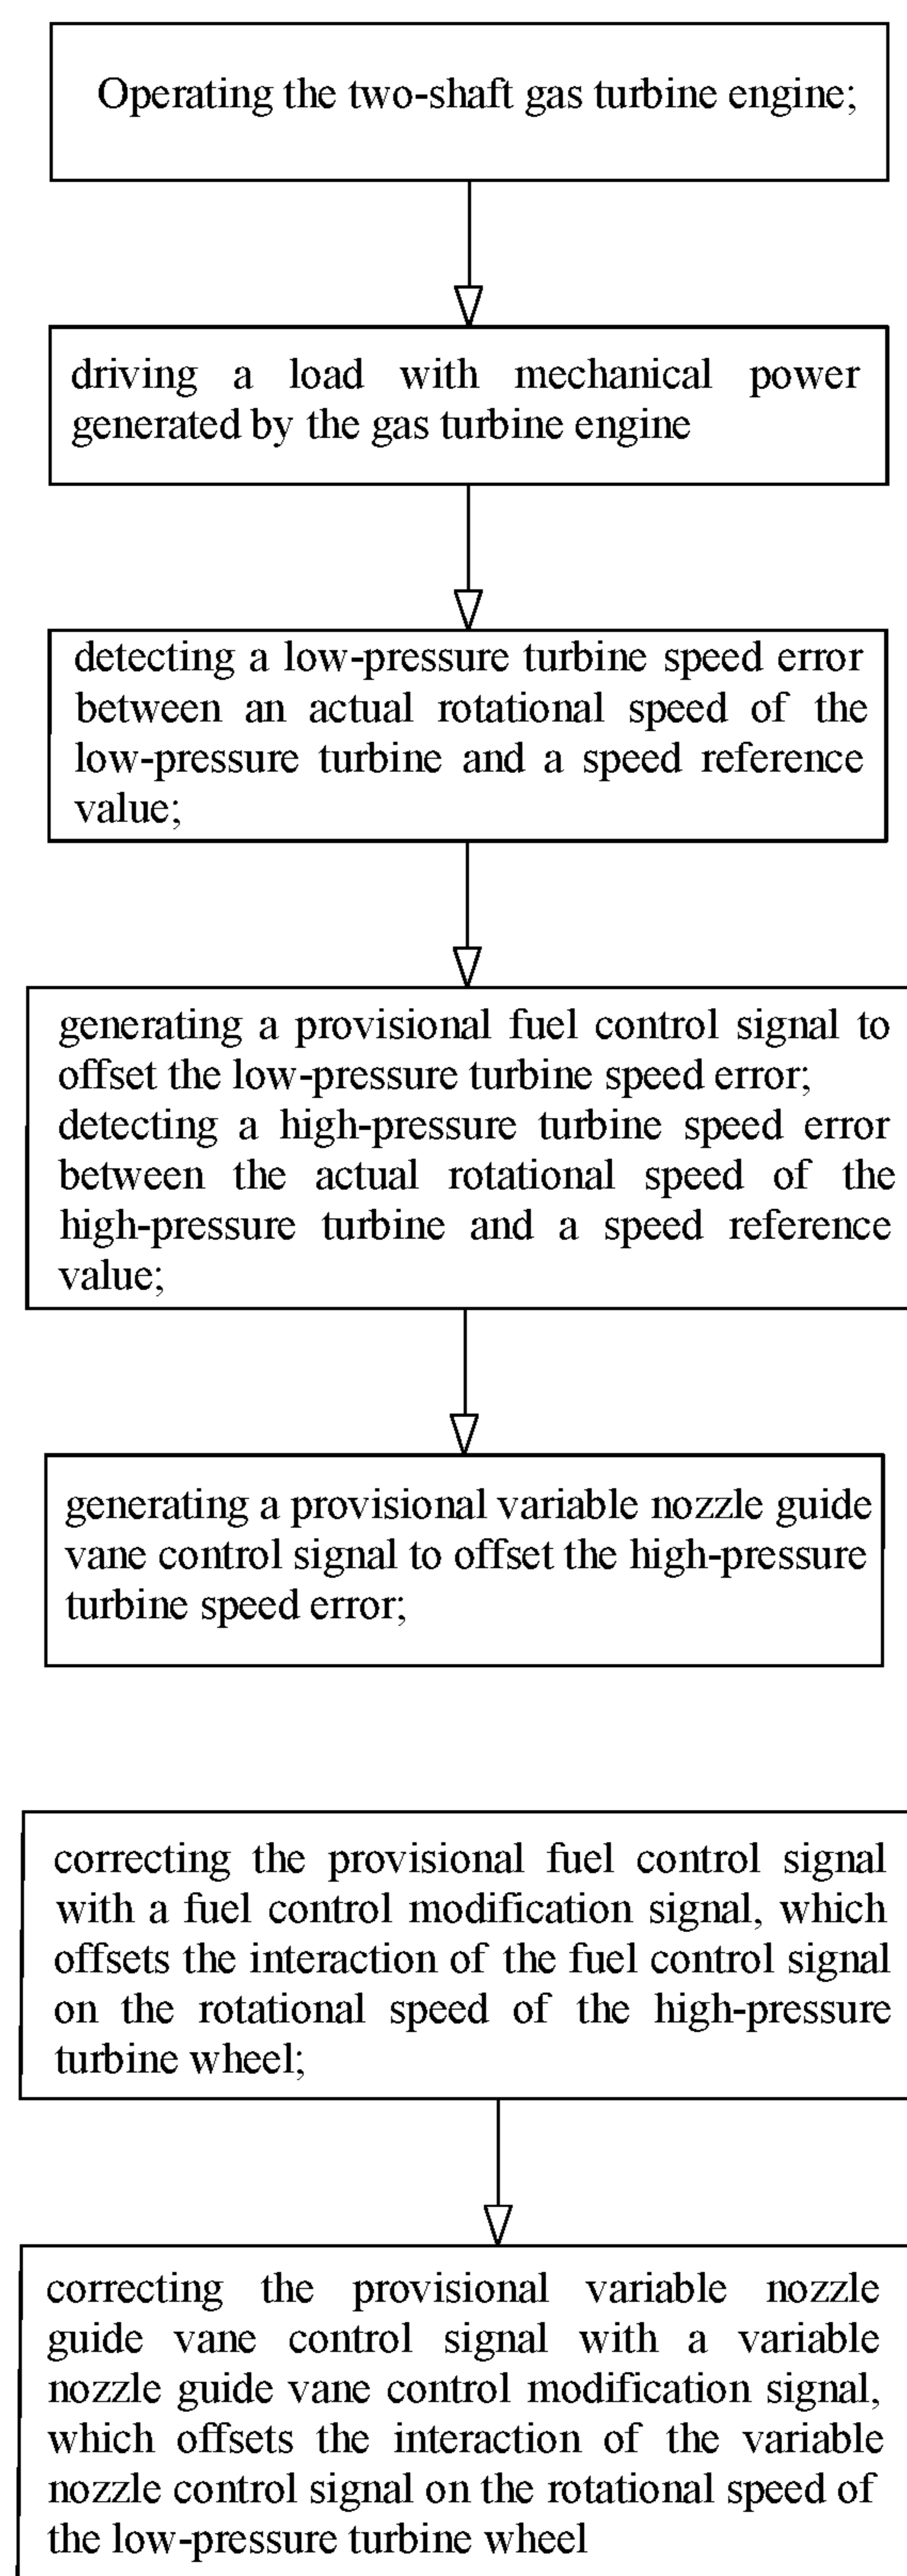 Operating the two-shaft gas turbine engine;
driving a load with mechanical power
generated by the gas turbine engine
detecting a low-pressure turbine speed error
between an actual rotational speed of the
low-pressure turbine and a speed reference
value;
generating a provisional fuel control signal to
offset the low-pressure turbine speed error;
detecting a high-pressure turbine speed error
between the actual rotational speed of the
high-pressure turbine and a speed reference
value;
generating a provisional variable nozzle guide
vane control signal to offset the high-pressure
turbine speed error;
correcting the provisional fuel control signal
with a fuel control modification signal, which
offsets the interaction of the fuel control signal
on the rotational speed of the high-pressure
turbine wheel;
correcting the provisional variable nozzle
guide vane control signal with a variable
nozzle guide vane control modification signal,
which offsets the interaction of the variable
nozzle control signal on the rotational speed of
the low-pressure turbine wheel